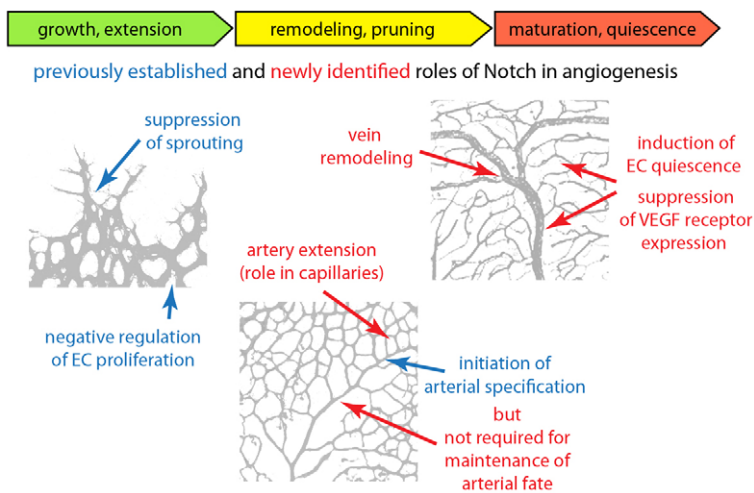 growth, extension
remodeling, pruning
maturation, quiescence
previously established and newly identified roles of Notch in angiogenesis
suppression
of sprouting
negative regulation
of EC proliferation
artery extension
(role in capillaries)
initiation of
arterial specification
but
not required for
maintenance of
arterial fate
vein
remodeling
induction of
EC quiescence
suppression
of VEGF receptor
expression